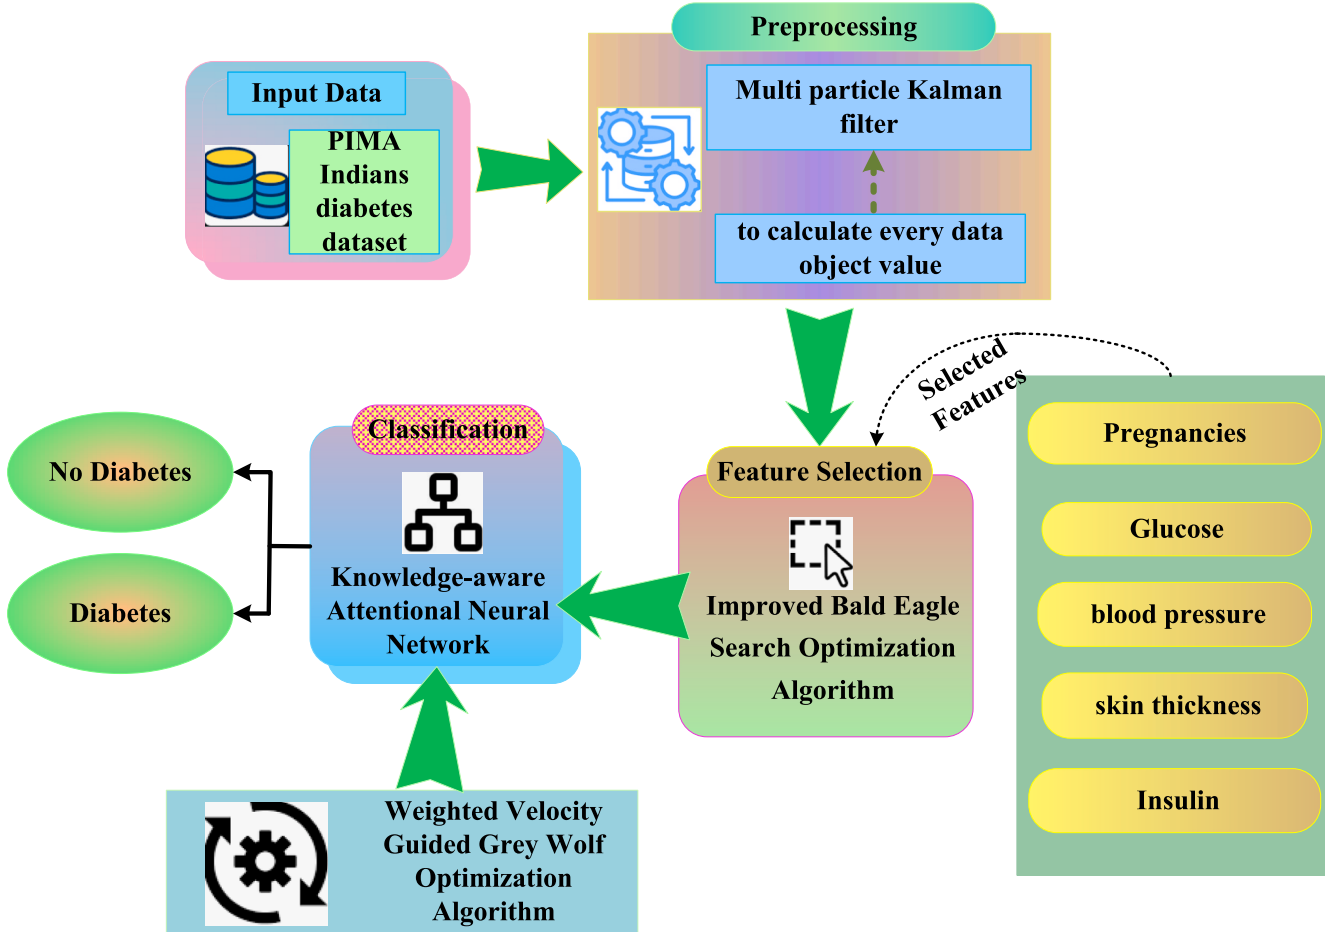 Preprocessing
Input Data
PIMA
Indians
diabetes
dataset
Multi particle Kalman
filter
to calculate every data
object value
Selected
Features
Pregnancies
Glucose
blood pressure
skin thickness
Insulin
Feature Selection
Improved Bald Eagle
Search Optimization
Algorithm
Classification
Knowledge-aware
Attentional Neural
Network
No Diabetes
Diabetes
Weighted Velocity
Guided Grey Wolf
Optimization
Algorithm